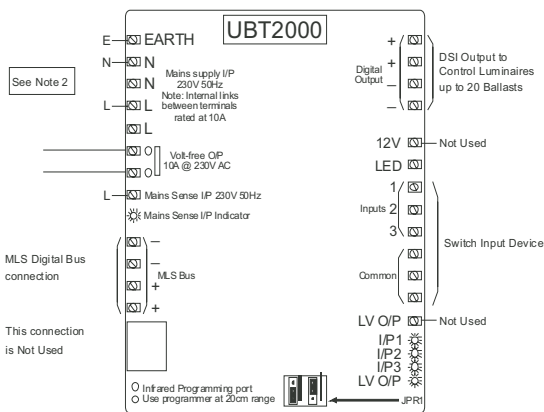 UBT2000
E
EARTH
N
N
N
Mains supply I/P
230V 50Hz
Note: Internal links
between terminals
rated at 10A
See Note 2
L
L
L
Volt-free O/P
10A @ 230V AC
L
Mains Sense I/P 230V 50Hz
Mains Sense I/P Indicator
MLS Digital Bus
connection
–
–
MLS Bus
+
+
This connection
is Not Used
Infrared Programming port
Use programmer at 20cm range
+
+
Digital
Output
–
–
DSI Output to
Control Luminaires
up to 20 Ballasts
12V
Not Used
LED
1
Inputs 2
3
Switch Input Device
Common
LV O/P
Not Used
I/P1
I/P2
I/P3
LV O/P
JPR1